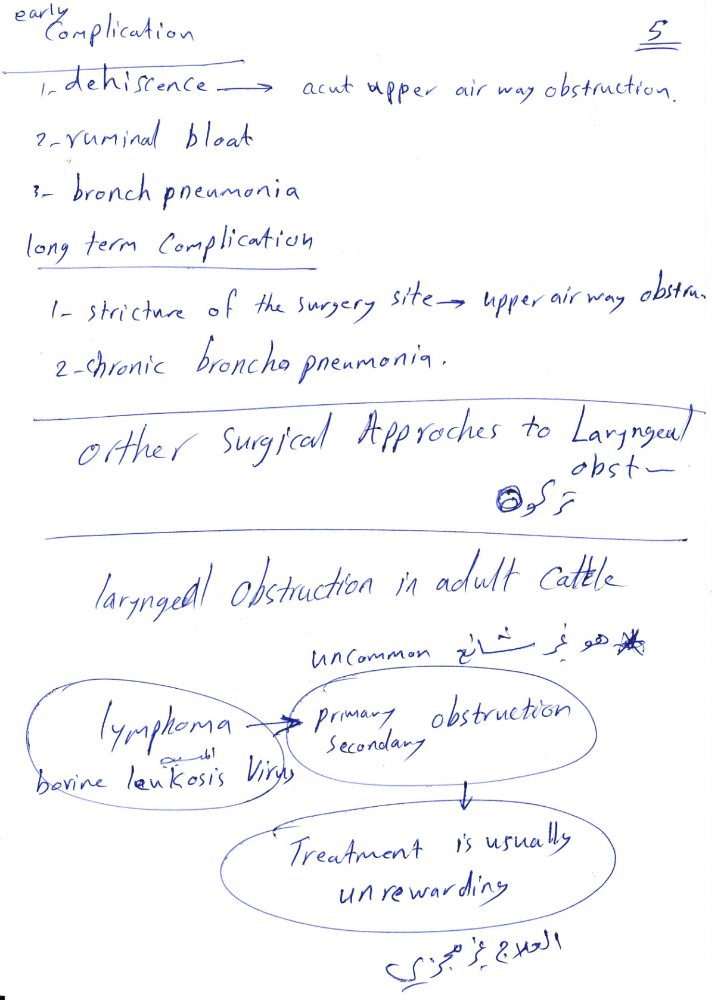 early
Complication
5
1- dehiscence → acut upper air way obstruction.
2- ruminal bloat
3- bronch pneumonia
long term Complication
1- stricture of the surgery site → upper air way obstru.
2- chronic broncho pneumonia.
orther Surgical Approches to Laryngeal
obst
laryngeal obstruction in adult Cattle
هو غير شائع uncommon
lymphoma → primary obstruction
secondary
المسبب
bovine leukosis Virus
↓
Treatment is usually
unrewarding
العلاج غير مجزي